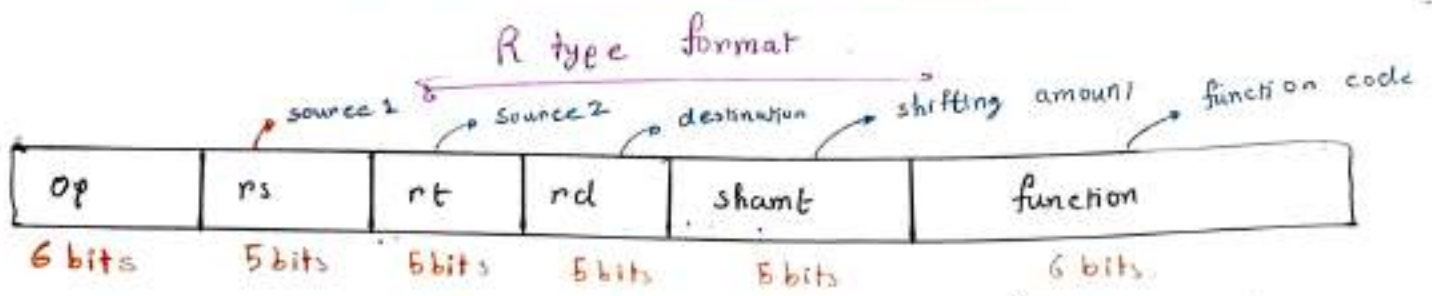 R type format
source 1 source 2 destination shifting amount function code
op rs rt rd shamt function
6 bits 5 bits 5 bits 5 bits 5 bits 6 bits